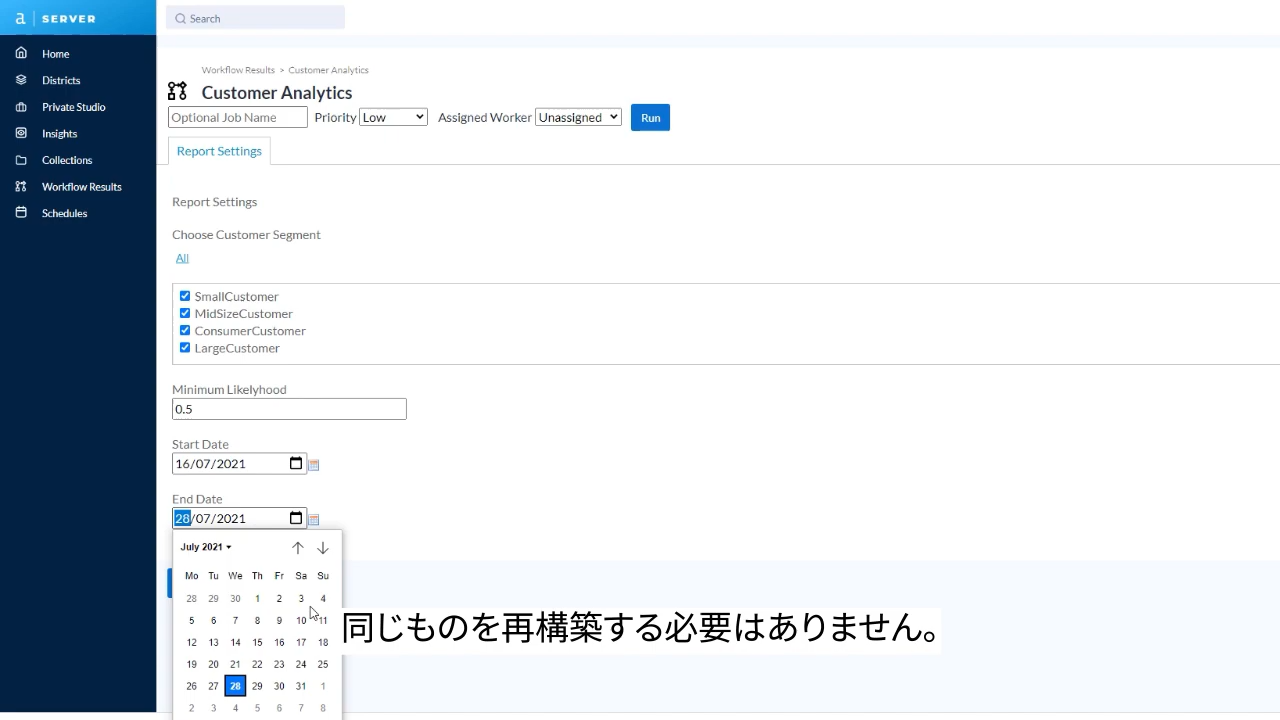 a | SERVER
Search
Home
Districts
Private Studio
Insights
Collections
Workflow Results
Schedules
Workflow Results > Customer Analytics
Customer Analytics
Optional Job Name Priority Low Assigned Worker Unassigned Run
Report Settings
Report Settings
Choose Customer Segment
All
SmallCustomer
MidSizeCustomer
ConsumerCustomer
LargeCustomer
Minimum Likelyhood
0.5
Start Date
16/07/2021
End Date
28/07/2021
July 2021
Mo Tu We Th Fr Sa Su
28 29 30 1 2 3 4
5 6 7 8 9 10 11
12 13 14 15 16 17 18
19 20 21 22 23 24 25
26 27 28 29 30 31 1
2 3 4 5 6 7 8
同じものを再構築する必要はありません。